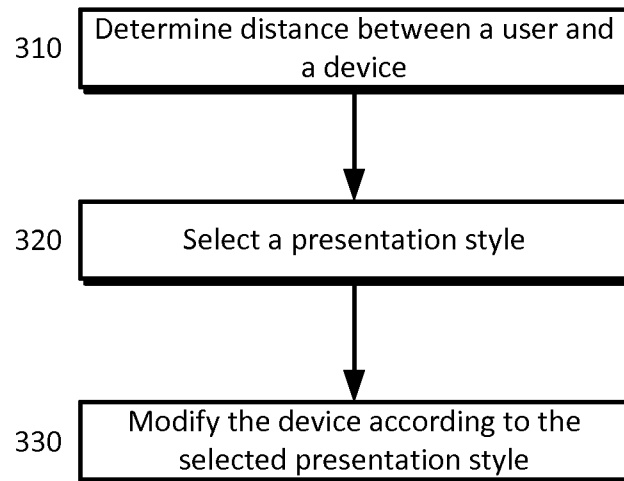 310
Determine distance between a user and
a device
320
Select a presentation style
330
Modify the device according to the
selected presentation style